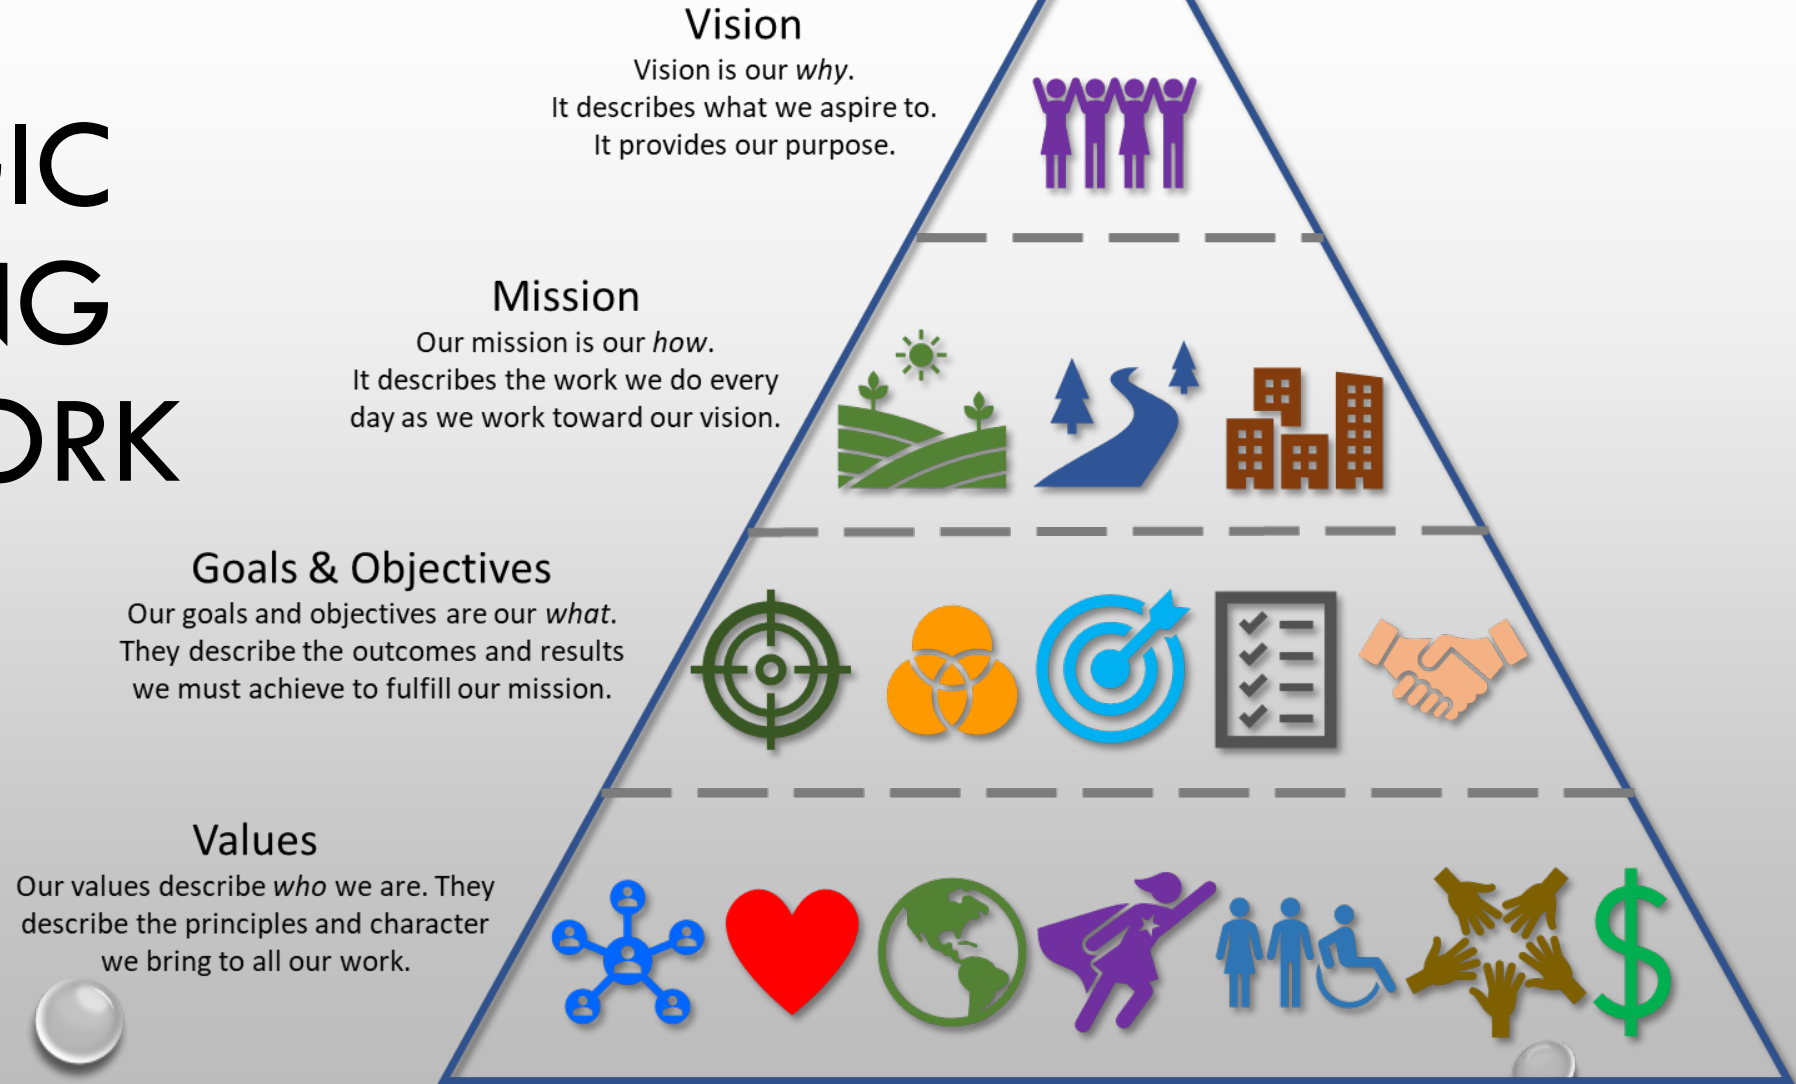 GIC
NG
ORK
Vision
Vision is our why.
It describes what we aspire to.
It provides our purpose.
Mission
Our mission is our how.
It describes the work we do every
day as we work toward our vision.
Goals & Objectives
Our goals and objectives are our what.
They describe the outcomes and results
we must achieve to fulfill our mission.
Values
Our values describe who we are. They
describe the principles and character
we bring to all our work.
$